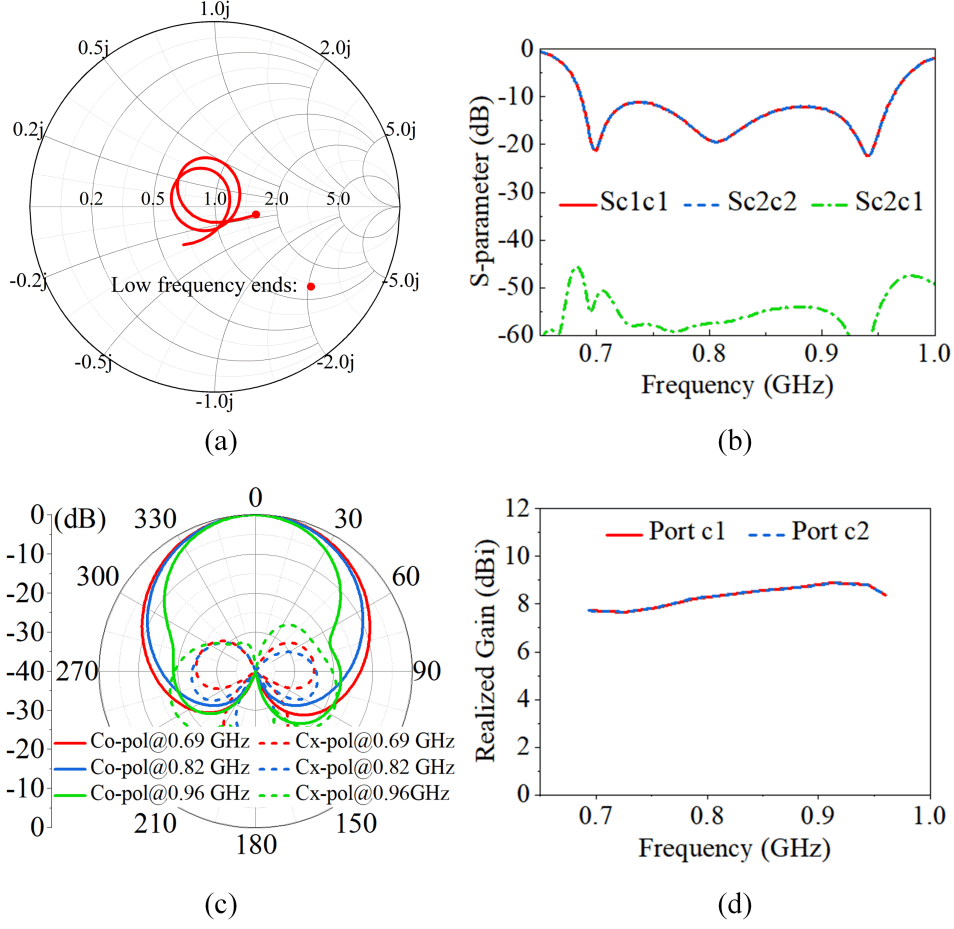 1.0j
0.5j
2.0j
0.2j
5.0j
0.2 0.5 1.0 2.0 5.0
-0.2j
-5.0j
Low frequency ends:
-0.5j
-2.0j
-1.0j
(a)
0
-10
-20
-30
-40
-50
-60
S-parameter (dB)
Sc1c1 Sc2c2 Sc2c1
0.7 0.8 0.9 1.0
Frequency (GHz)
(b)
0
-10
-20
-30
-40
-30
-20
-10
0
(dB)
0
330 30
300 60
270 90
Co-pol@0.69 GHz Cx-pol@0.69 GHz
Co-pol@0.82 GHz Cx-pol@0.82 GHz
Co-pol@0.96 GHz Cx-pol@0.96GHz
210 150
180
(c)
12
10
8
6
4
2
0
Realized Gain (dBi)
Port c1 Port c2
0.7 0.8 0.9 1.0
Frequency (GHz)
(d)